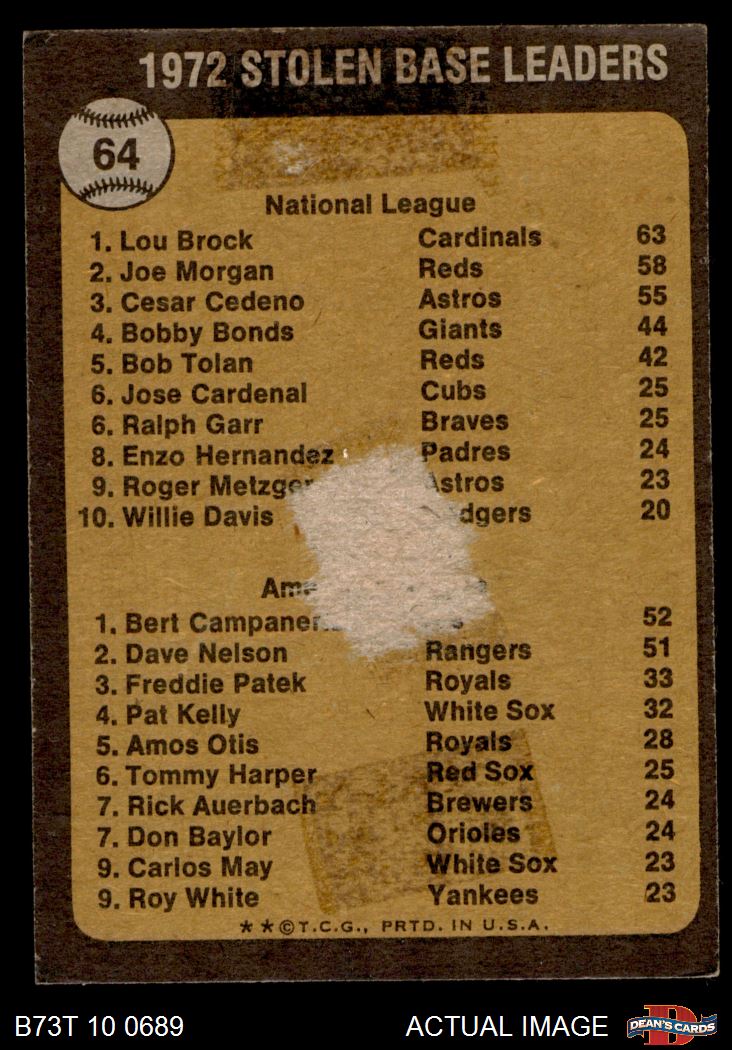 1972 STOLEN BASE LEADERS
64
National League
1. Lou Brock Cardinals 63
2. Joe Morgan Reds 58
3. Cesar Cedeno Astros 55
4. Bobby Bonds Giants 44
5. Bob Tolan Reds 42
6. Jose Cardenal Cubs 25
6. Ralph Garr Braves 25
8. Enzo Hernandez Padres 24
9. Roger Astros 23
10. Willie Davis 20
1. Bert 52
2. Dave Nelson Rangers 51
3. Freddie Patek Royals 33
4. Pat Kelly White Sox 32
5. Amos Otis Royals 28
6. Tommy Harper Red Sox 25
7. Rick Auerbach Brewers 24
7. Don Baylor Orioles 24
9. Carlos May White Sox 23
9. Roy White Yankees 23
**©T.C.G., PRTD. IN U.S.A.
B73T 10 0689 ACTUAL IMAGE DEAN'S CARDS